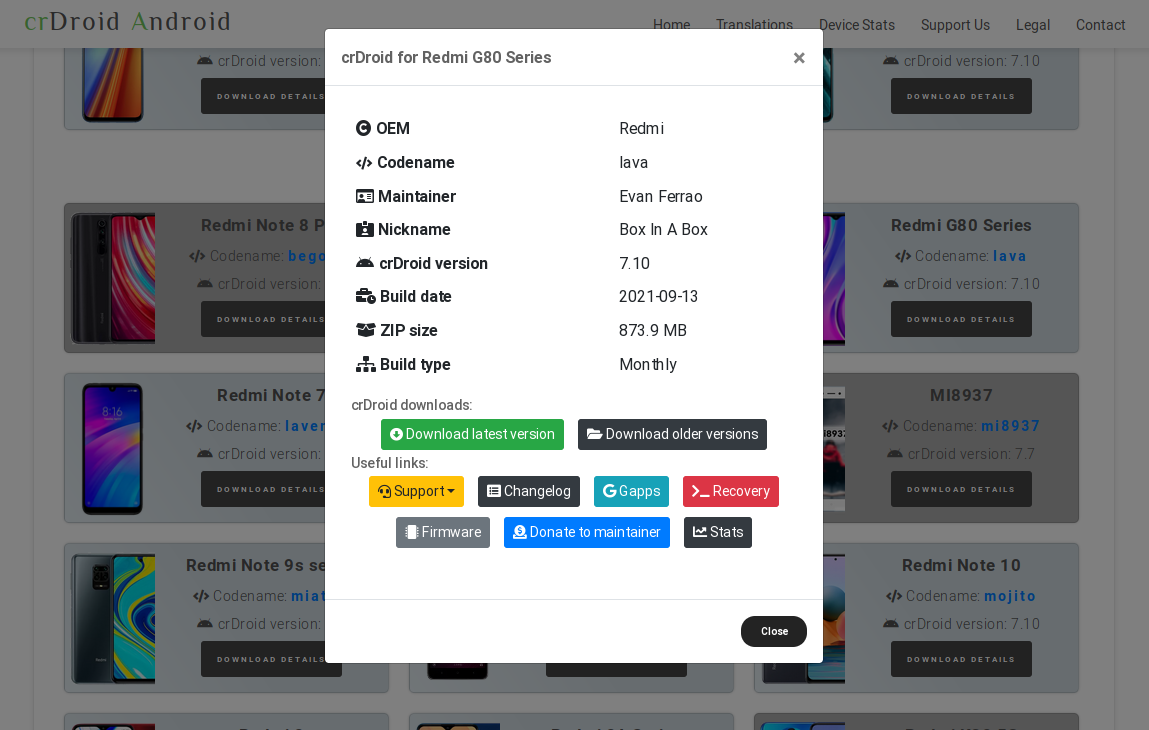 crDroid Android
Home Translations Device Stats Support Us Legal Contact
crDroid version: 7.10
DOWNLOAD DETAILS
crDroid version: 7.10
DOWNLOAD DETAILS
crDroid for Redmi G80 Series
×
OEM Redmi
Codename lava
Maintainer Evan Ferrao
Nickname Box In A Box
crDroid version 7.10
Build date 2021-09-13
ZIP size 873.9 MB
Build type Monthly
crDroid downloads:
Download latest version Download older versions
Useful links:
Support Changelog Gapps Recovery
Firmware Donate to maintainer Stats
Close
Redmi Note 8 P
Codename: bego
crDroid version:
DOWNLOAD DETAILS
Redmi G80 Series
Codename: lava
crDroid version: 7.10
DOWNLOAD DETAILS
8:16
Redmi Note 7
Codename: laver
crDroid version:
DOWNLOAD DETAILS
MI8937
Codename: mi8937
crDroid version: 7.7
DOWNLOAD DETAILS
Redmi Note 9s se
Codename: miat
crDroid version:
DOWNLOAD DETAILS
Redmi Note 10
Codename: mojito
crDroid version: 7.10
DOWNLOAD DETAILS